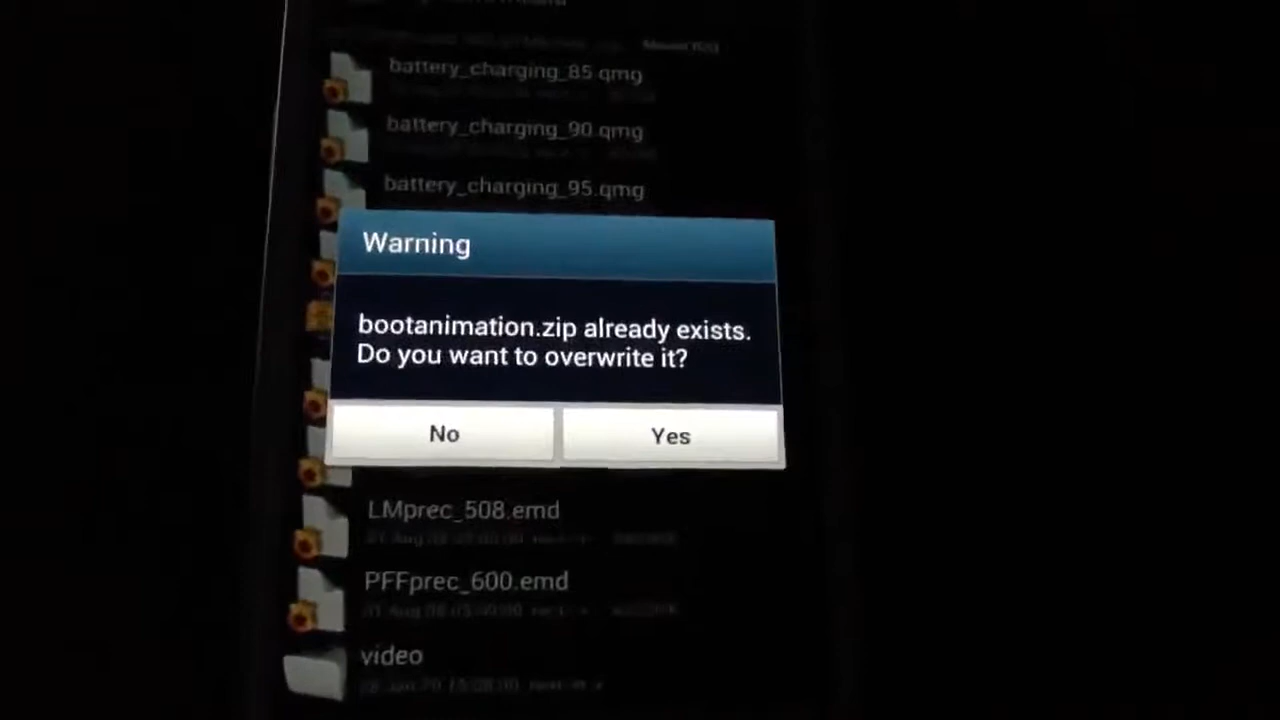 battery_charging_85.qmg
battery_charging_90.qmg
battery_charging_95.qmg
Warning
bootanimation.zip already exists.
Do you want to overwrite it?
No
Yes
LMprec_508.emd
PFFprec_600.emd
video